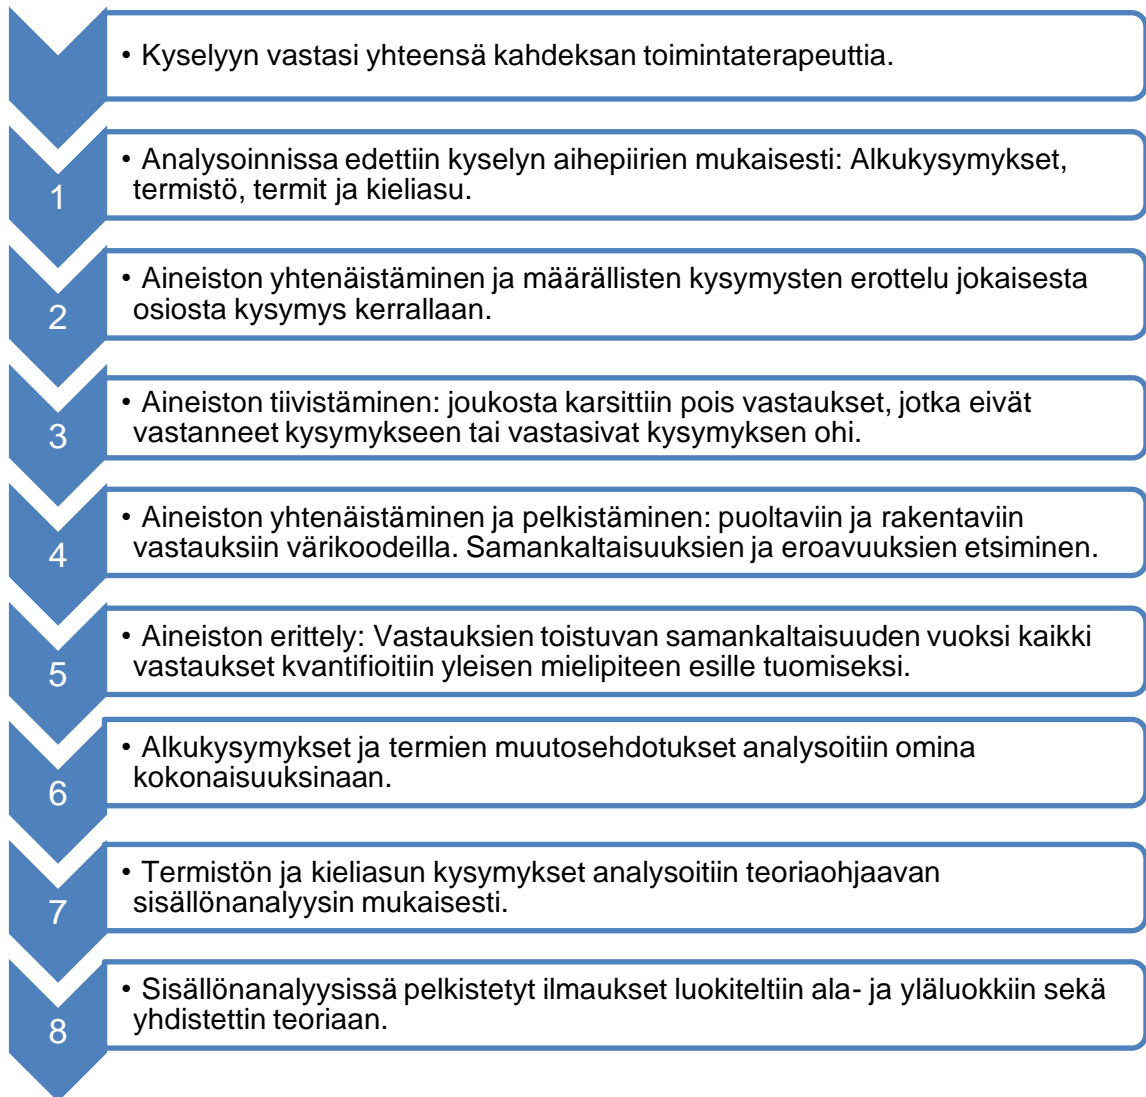 • Kyselyyn vastasi yhteensä kahdeksan toimintaterapeuttia.
1
• Analysoinnissa edettiin kyselyn aihepiirien mukaisesti: Alkukysymykset,
termistö, termit ja kieliasu.
2
• Aineiston yhtenäistäminen ja määrällisten kysymysten erottelu jokaisesta
osiosta kysymys kerrallaan.
3
• Aineiston tiivistäminen: joukosta karsittiin pois vastaukset, jotka eivät
vastanneet kysymykseen tai vastasivat kysymyksen ohi.
4
• Aineiston yhtenäistäminen ja pelkistäminen: puoltaviin ja rakentaviin
vastauksiin värikoodeilla. Samankaltaisuuksien ja eroavuuksien etsiminen.
5
• Aineiston erittely: Vastauksien toistuvan samankaltaisuuden vuoksi kaikki
vastaukset kvantifioitiin yleisen mielipiteen esille tuomiseksi.
6
• Alkukysymykset ja termien muutosehdotukset analysoitiin omina
kokonaisuuksinaan.
7
• Termistön ja kieliasun kysymykset analysoitiin teoriaohjaavan
sisällönanalyysin mukaisesti.
8
• Sisällönanalyysissä pelkistetyt ilmaukset luokiteltiin ala- ja yläluokkiin sekä
yhdistettin teoriaan.